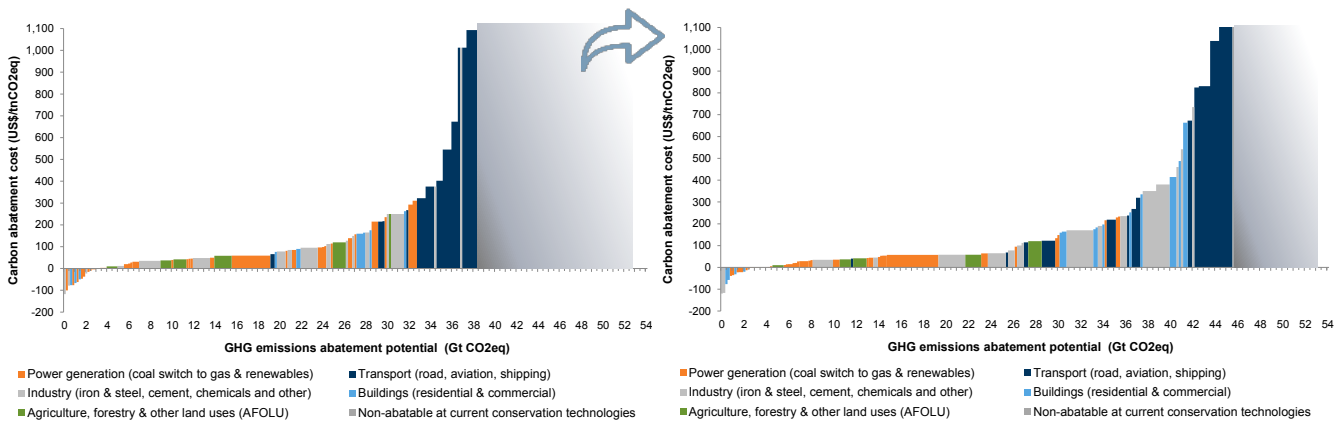 Carbon abatement cost (US$/tnCO2eq)
1,100
1,000
900
800
700
600
500
400
300
200
100
0
-100
-200
0 2 4 6 8 10 12 14 16 18 20 22 24 26 28 30 32 34 36 38 40 42 44 46 48 50 52 54
GHG emissions abatement potential (Gt CO2eq)
Power generation (coal switch to gas & renewables)
Transport (road, aviation, shipping)
Industry (iron & steel, cement, chemicals and other)
Buildings (residential & commercial)
Agriculture, forestry & other land uses (AFOLU)
Non-abatable at current conservation technologies
Carbon abatement cost (US$/tnCO2eq)
1,100
1,000
900
800
700
600
500
400
300
200
100
0
-100
-200
0 2 4 6 8 10 12 14 16 18 20 22 24 26 28 30 32 34 36 38 40 42 44 46 48 50 52 54
GHG emissions abatement potential (Gt CO2eq)
Power generation (coal switch to gas & renewables)
Transport (road, aviation, shipping)
Industry (iron & steel, cement, chemicals and other)
Buildings (residential & commercial)
Agriculture, forestry & other land uses (AFOLU)
Non-abatable at current conservation technologies